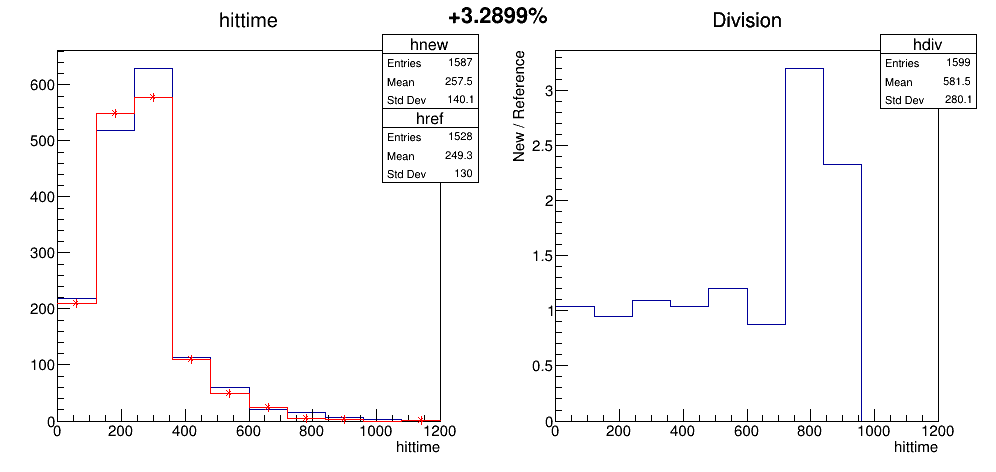 +3.2899%
hittime
hnew
Entries 1587
Mean 257.5
Std Dev 140.1
href
Entries 1528
Mean 249.3
Std Dev 130
600
500
400
300
200
100
0
0 200 400 600 800 1000 1200
hittime
Division
hdiv
Entries 1599
Mean 581.5
Std Dev 280.1
New / Reference
3
2.5
2
1.5
1
0.5
0
0 200 400 600 800 1000 1200
hittime